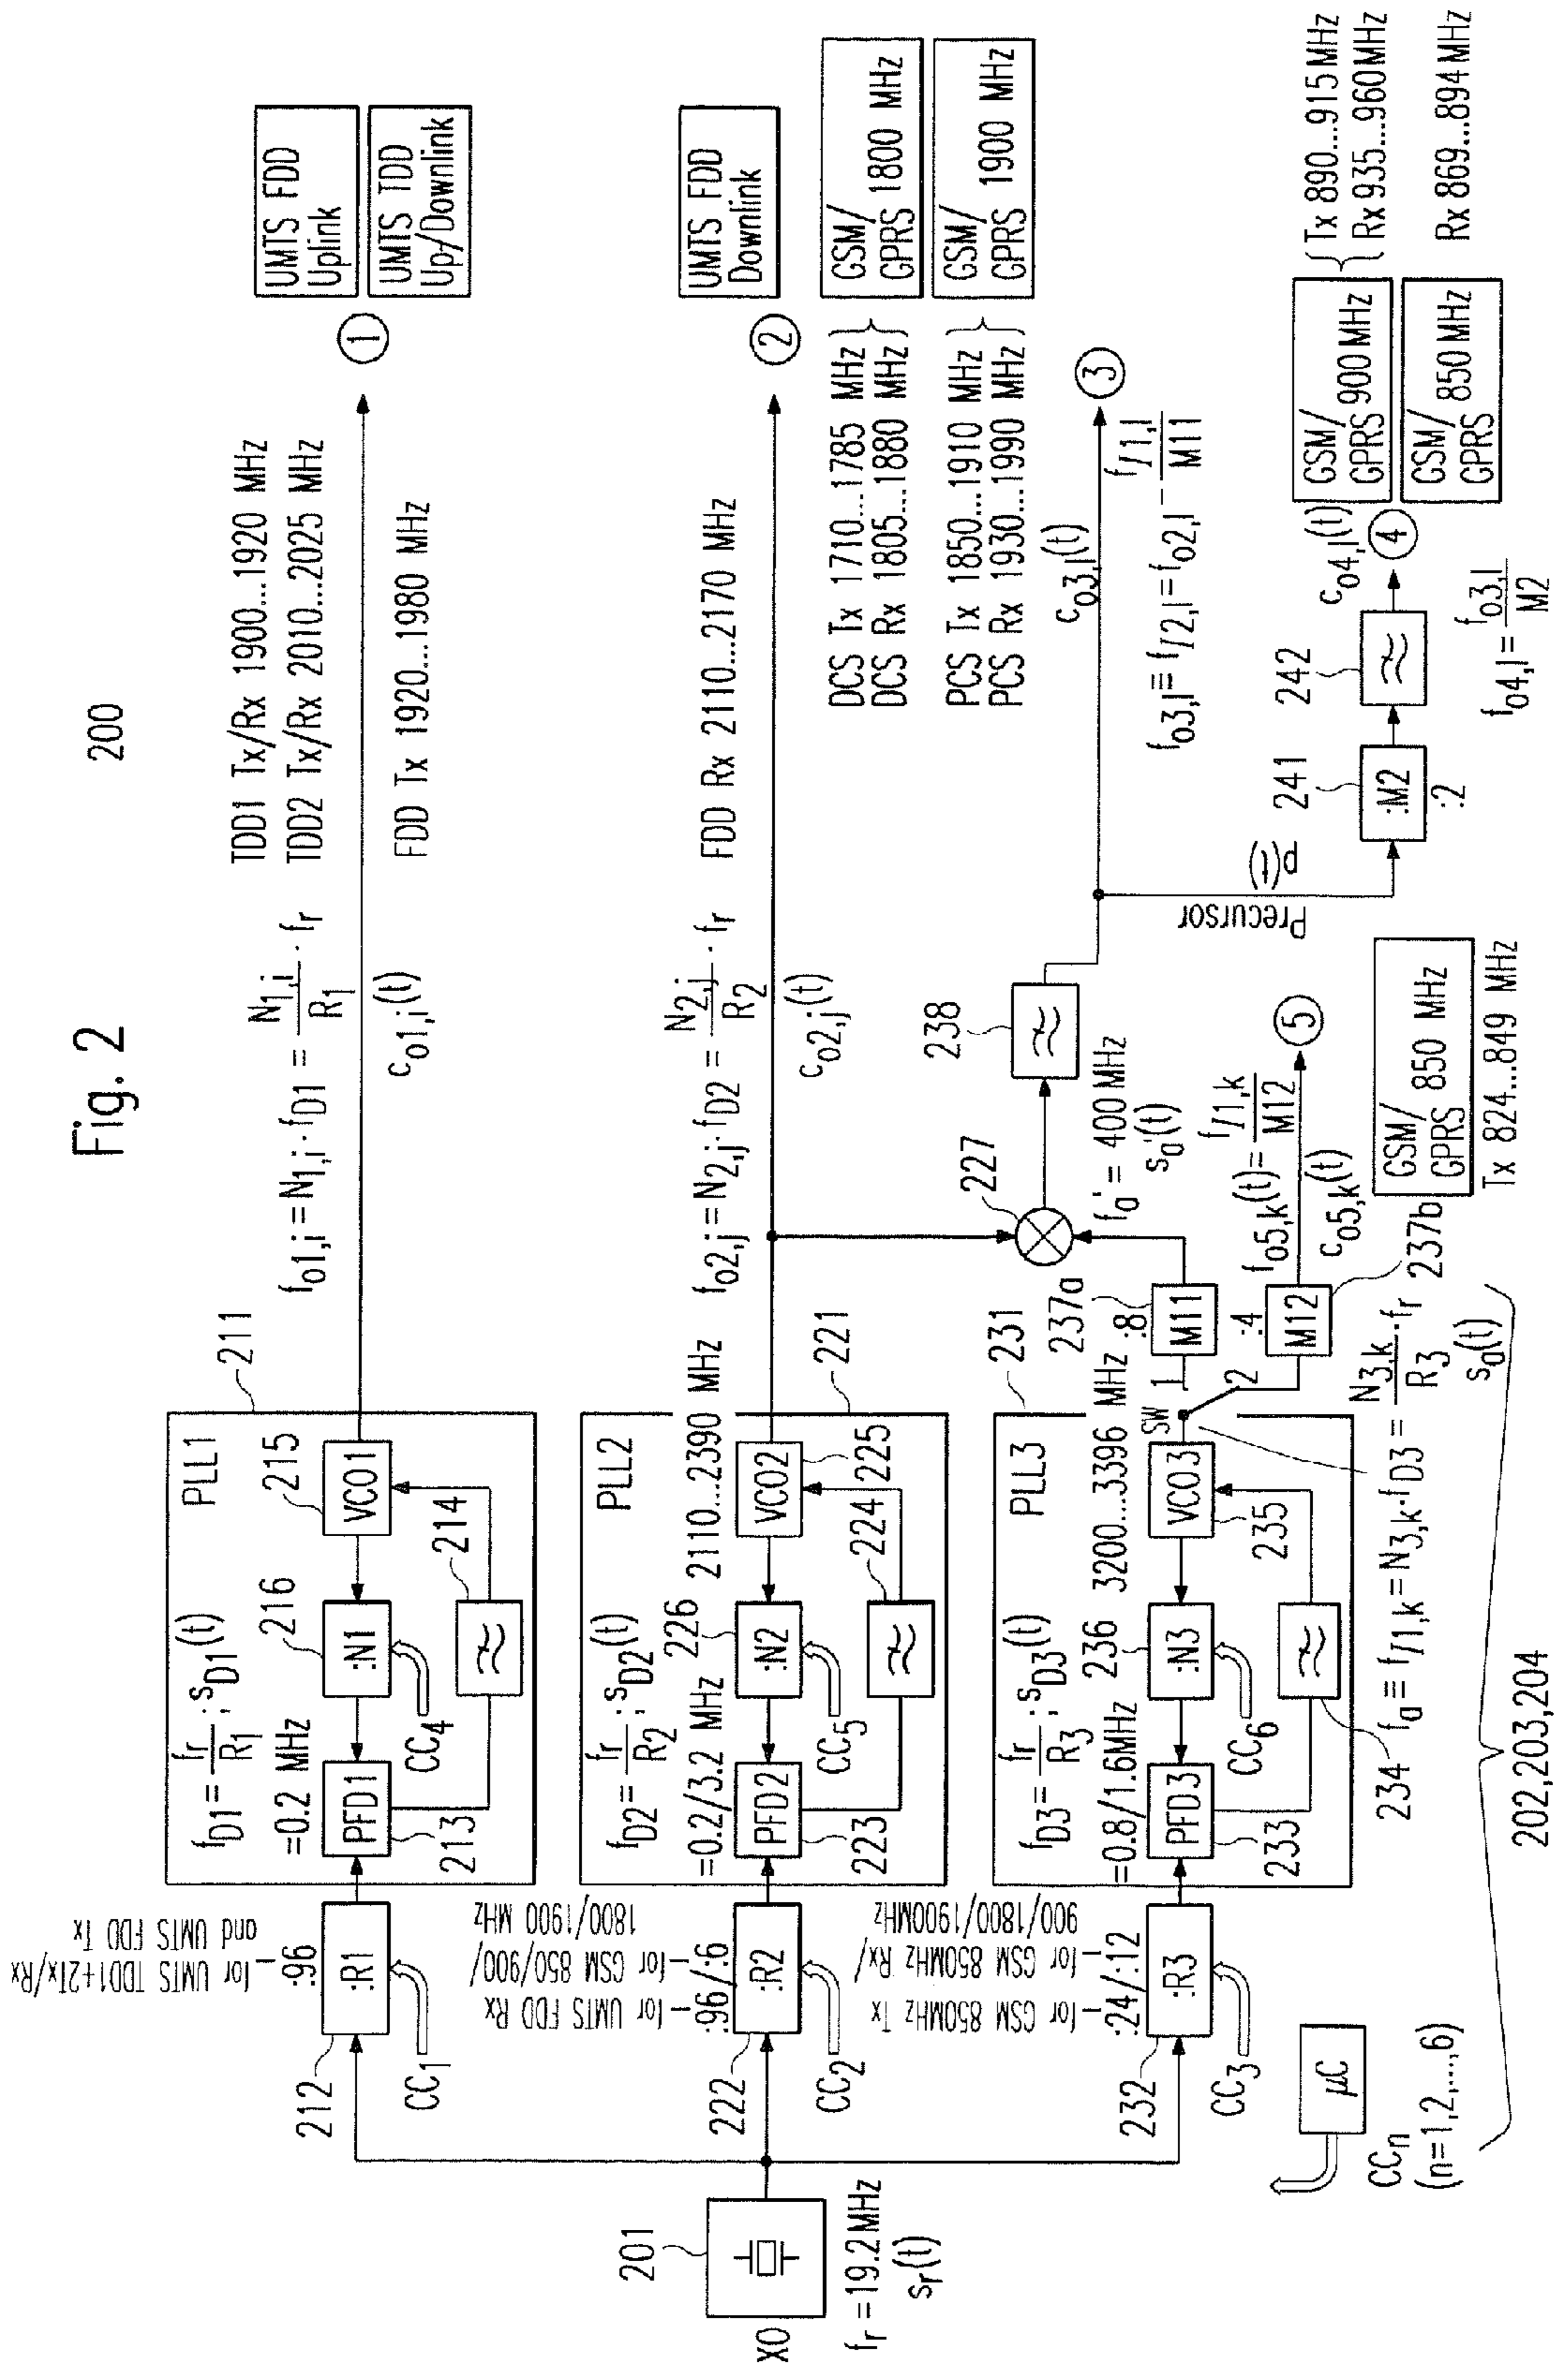 Fig. 2
200
XO
201
f_r = 19.2 MHz
s_r(t)
212
:R1
:96
for UMTS TDD1+2Tx/Rx
and UMTS FDD Tx
CC_1
222
:R2
:96/:6
for UMTS FDD Rx
for GSM 850/900/
1800/1900 MHz
CC_2
232
:R3
:24/:12
for GSM 850MHz Tx
for GSM 850MHz Rx/
900/1800/1900MHz
CC_3
μC
CC_n
(n=1,2,...,6)
202,203,204
211
PLL1
f_D1 = f_r/R_1 ; s_D1(t)
=0.2 MHz
PFD1
213
:N1
216
CC_4
VCO1
215
214
221
PLL2
f_D2 = f_r/R_2 ; s_D2(t)
=0.2/3.2 MHz
PFD2
223
:N2
226
CC_5
VCO2
225
224
2110...2390 MHz
231
PLL3
f_D3 = f_r/R_3 ; s_D3(t)
=0.8/1.6MHz
PFD3
233
:N3
236
CC_6
VCO3
235
234
3200...3396 MHz
SW
1
2
f_a ≡ f_I1,k = N_3,k·f_D3 = N_3,k/R_3·f_r
s_a(t)
f_o1,i = N_1,i·f_D1 = N_1,i/R_1 · f_r
c_o1,i(t)
TDD1 Tx/Rx 1900...1920 MHz
TDD2 Tx/Rx 2010...2025 MHz
FDD Tx 1920...1980 MHz
1
UMTS FDD
Uplink
UMTS TDD
Up/Downlink
f_o2,j = N_2,j·f_D2 = N_2,j/R_2 · f_r
c_o2,j(t)
FDD Rx 2110...2170 MHz
2
UMTS FDD
Downlink
227
238
237a
:8
M11
f_a' = 400 MHz
s_a'(t)
:4
M12
237b
f_o5,k(t) = f_I1,k/M12
c_o5,k(t)
5
GSM/
GPRS 850 MHz
Tx 824...849 MHz
DCS Tx 1710...1785 MHz
DCS Rx 1805...1880 MHz
GSM/
GPRS 1800 MHz
PCS Tx 1850...1910 MHz
PCS Rx 1930...1990 MHz
GSM/
GPRS 1900 MHz
c_o3,l(t)
3
f_o3,l ≡ f_I2,l = f_o2,l − f_I1,l/M11
Precursor
p(t)
241
:M2
:2
242
c_o4,l(t)
4
f_o4,l = f_o3,l/M2
GSM/
GPRS 900 MHz
Tx 890...915 MHz
Rx 935...960 MHz
GSM/
GPRS 850 MHz
Rx 869...894 MHz